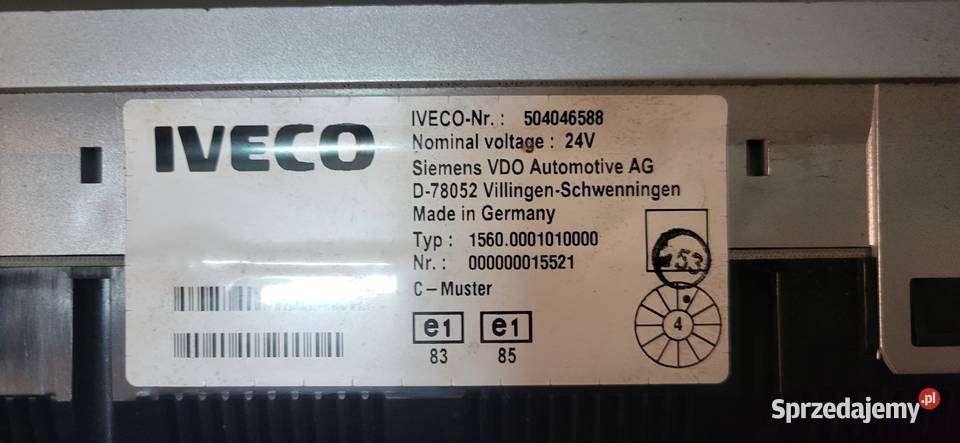 IVECO
IVECO-Nr. : 504046588
Nominal voltage : 24V
Siemens VDO Automotive AG
D-78052 Villingen-Schwenningen
Made in Germany
Typ : 1560.0001010000
Nr. : 000000015521
C-Muster
e1 e1
83 85
53
4
Sprzedajemy.pl